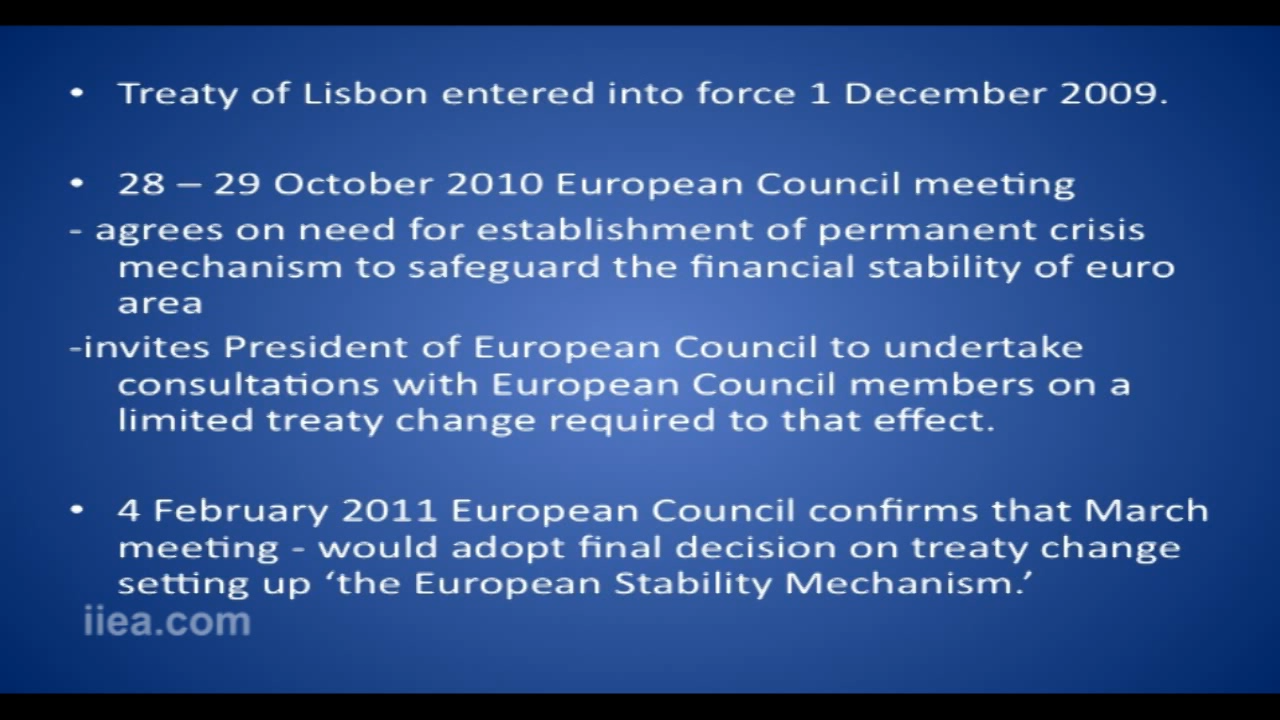 • Treaty of Lisbon entered into force 1 December 2009.
• 28 – 29 October 2010 European Council meeting
- agrees on need for establishment of permanent crisis
mechanism to safeguard the financial stability of euro
area
-invites President of European Council to undertake
consultations with European Council members on a
limited treaty change required to that effect.
• 4 February 2011 European Council confirms that March
meeting - would adopt final decision on treaty change
setting up ‘the European Stability Mechanism.’
iiea.com